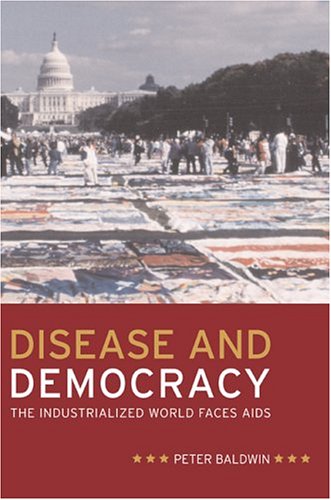 DISEASE AND
DEMOCRACY
THE INDUSTRIALIZED WORLD FACES AIDS
PETER BALDWIN